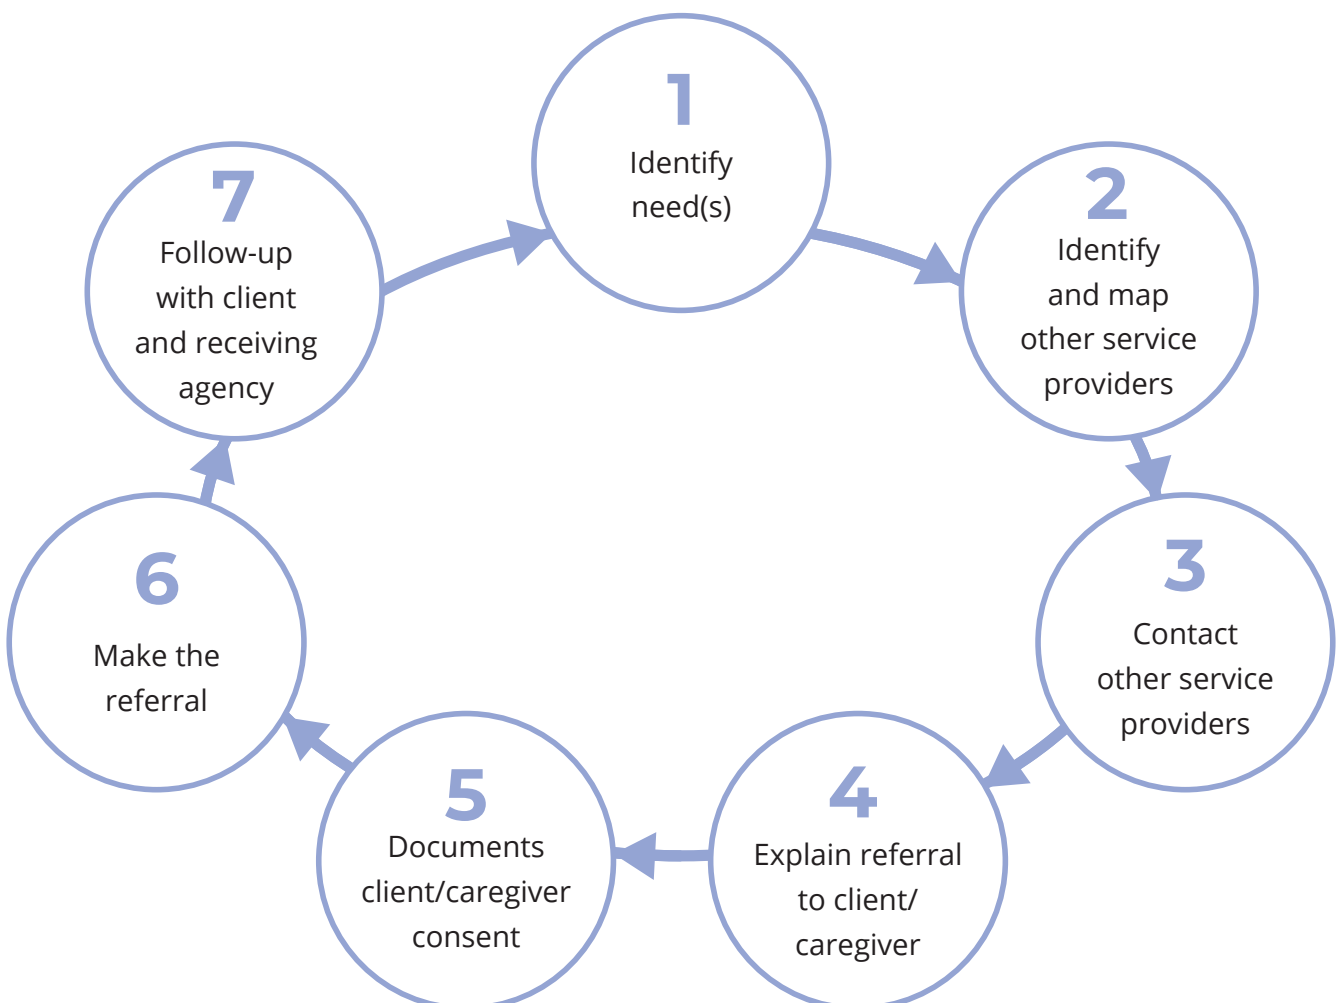 1
Identify
need(s)
2
Identify
and map
other service
providers
3
Contact
other service
providers
4
Explain referral
to client/
caregiver
5
Documents
client/caregiver
consent
6
Make the
referral
7
Follow-up
with client
and receiving
agency